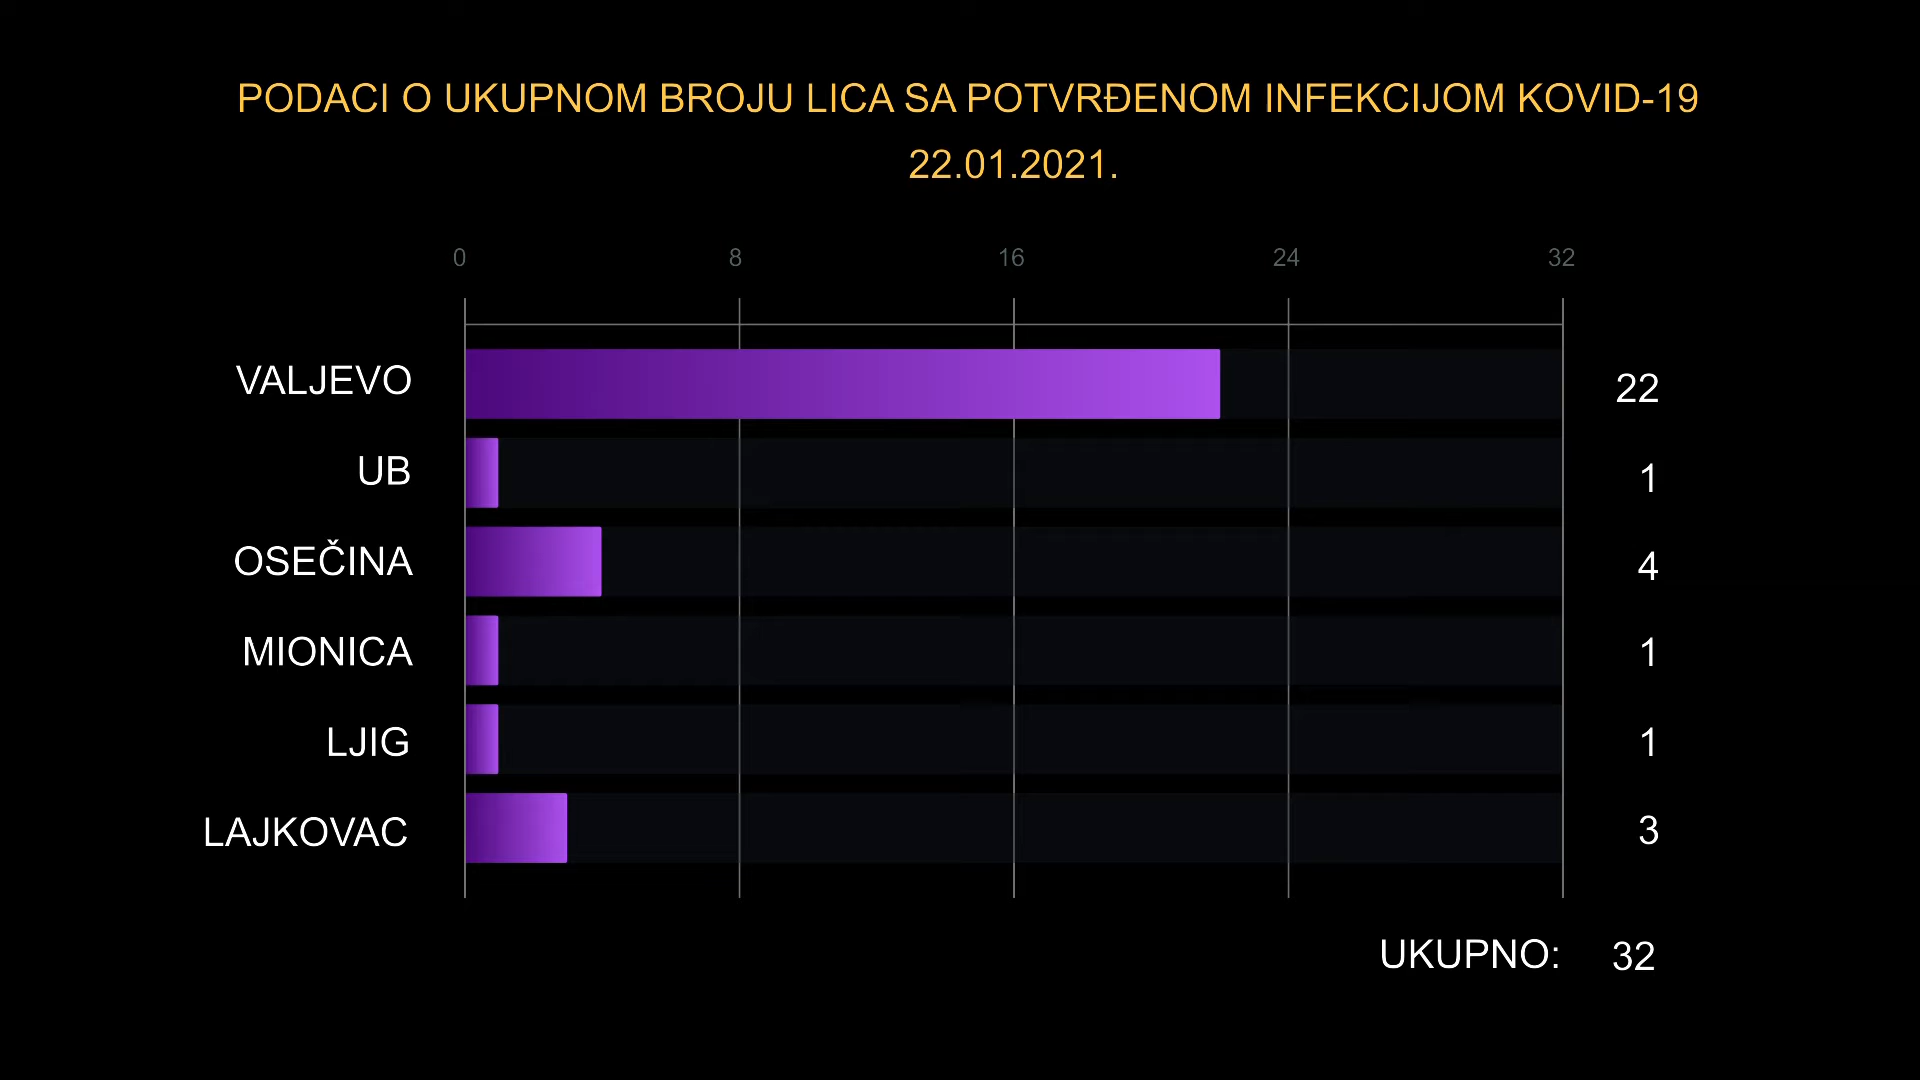 PODACI O UKUPNOM BROJU LICA SA POTVRĐENOM INFEKCIJOM KOVID-19
22.01.2021.
0 8 16 24 32
VALJEVO 22
UB 1
OSEČINA 4
MIONICA 1
LJIG 1
LAJKOVAC 3
UKUPNO: 32